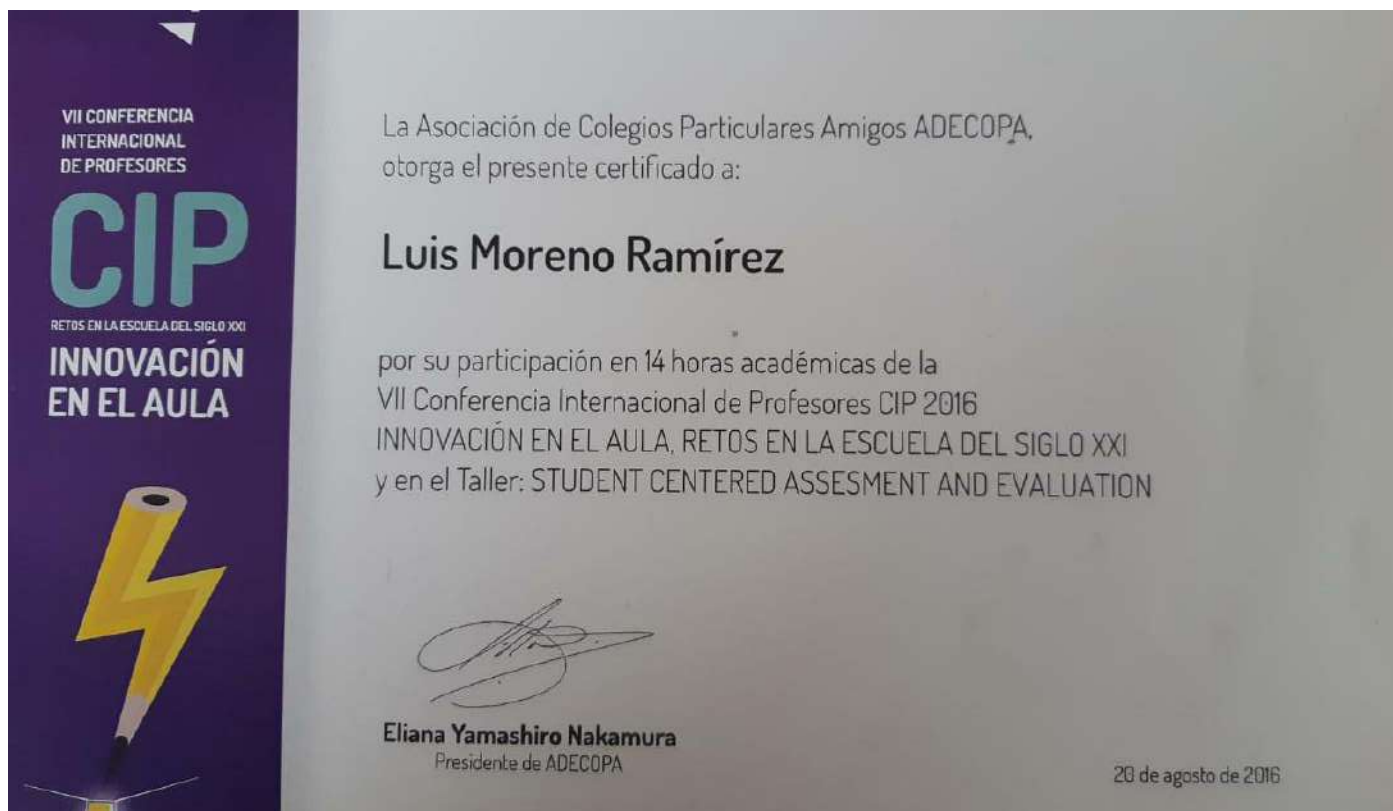 VII CONFERENCIA
INTERNACIONAL
DE PROFESORES
CIP
RETOS EN LA ESCUELA DEL SIGLO XXI
INNOVACIÓN
EN EL AULA
La Asociación de Colegios Particulares Amigos ADECOPA,
otorga el presente certificado a:
Luis Moreno Ramírez
por su participación en 14 horas académicas de la
VII Conferencia Internacional de Profesores CIP 2016
INNOVACIÓN EN EL AULA, RETOS EN LA ESCUELA DEL SIGLO XXI
y en el Taller: STUDENT CENTERED ASSESMENT AND EVALUATION
Eliana Yamashiro Nakamura
Presidente de ADECOPA
20 de agosto de 2016